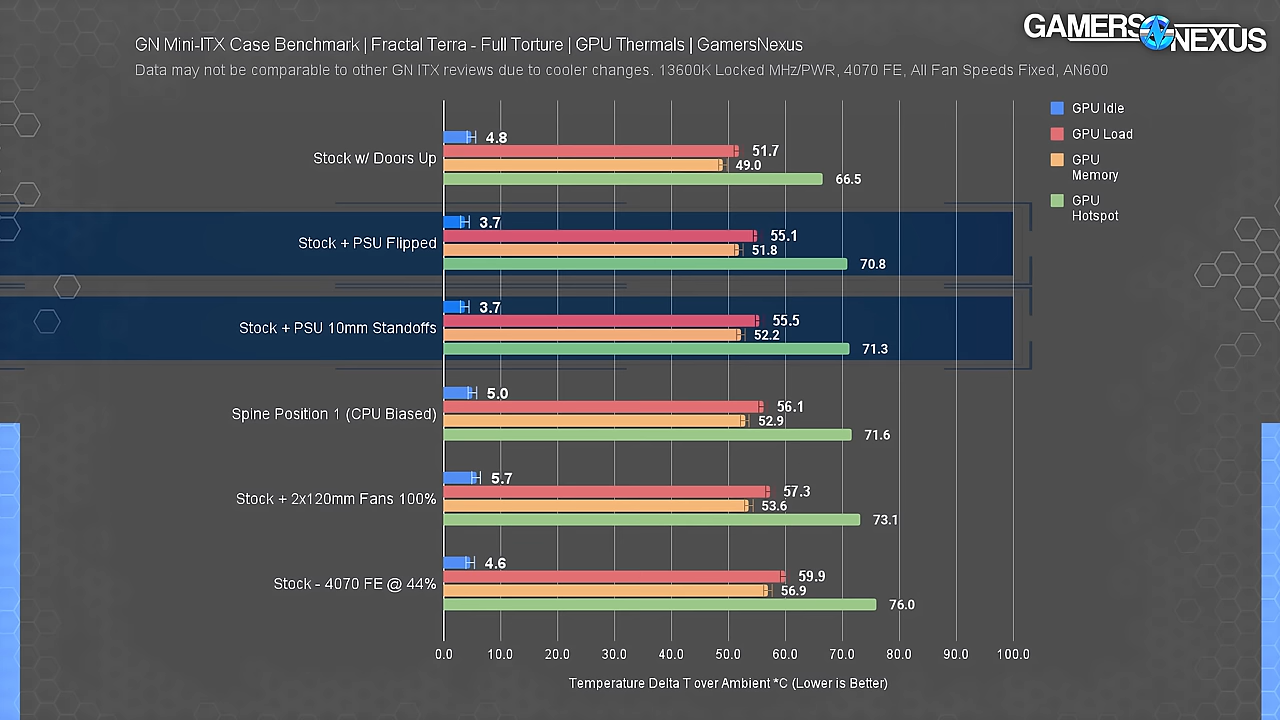 GAMERS NEXUS
GN Mini-ITX Case Benchmark | Fractal Terra - Full Torture | GPU Thermals | GamersNexus
Data may not be comparable to other GN ITX reviews due to cooler changes. 13600K Locked MHz/PWR, 4070 FE, All Fan Speeds Fixed, AN600
GPU Idle
GPU Load
GPU
Memory
GPU
Hotspot
Stock w/ Doors Up
4.8
51.7
49.0
66.5
Stock + PSU Flipped
3.7
55.1
51.8
70.8
Stock + PSU 10mm Standoffs
3.7
55.5
52.2
71.3
Spine Position 1 (CPU Biased)
5.0
56.1
52.9
71.6
Stock + 2x120mm Fans 100%
5.7
57.3
53.6
73.1
Stock - 4070 FE @ 44%
4.6
59.9
56.9
76.0
0.0 10.0 20.0 30.0 40.0 50.0 60.0 70.0 80.0 90.0 100.0
Temperature Delta T over Ambient *C (Lower is Better)